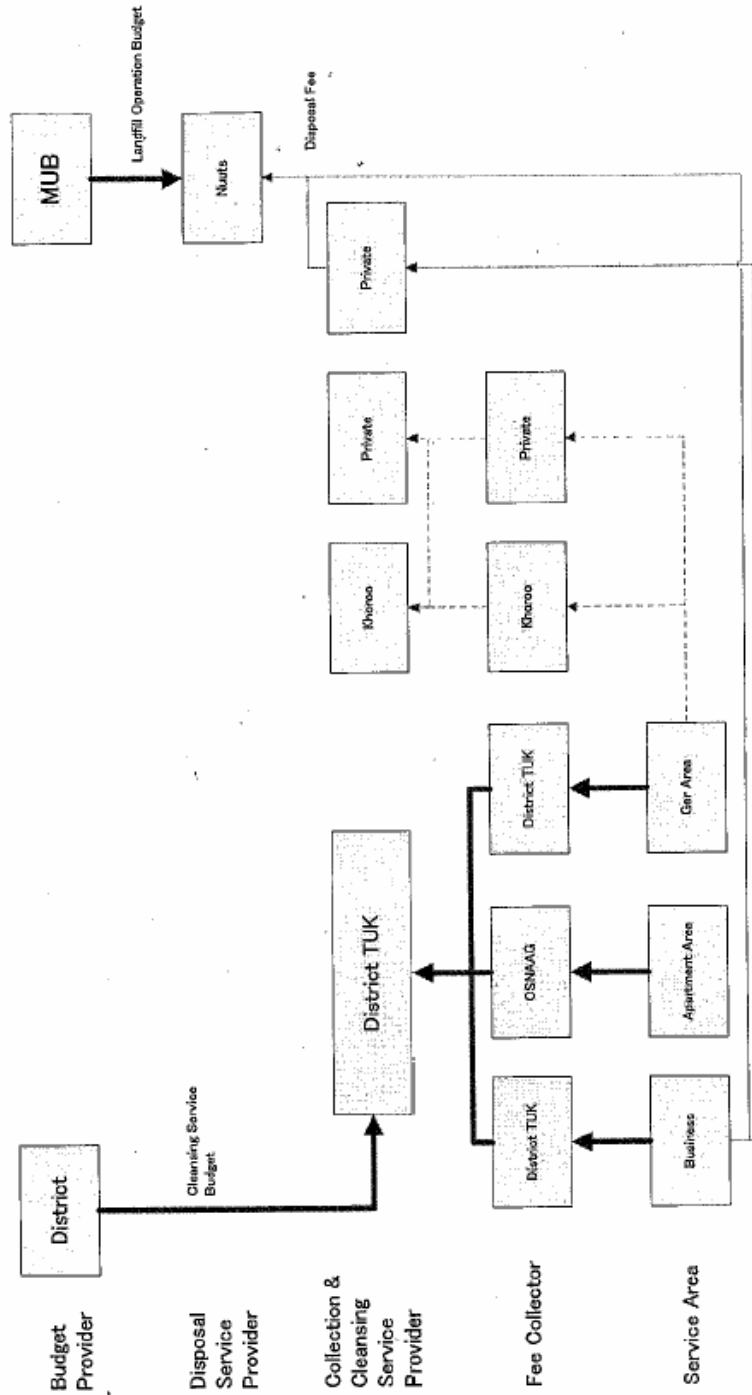 Budget
Provider
District
MUB
Landfill Operation Budget
Cleansing Service
Budget
Disposal
Service
Provider
Nuuts
Disposal Fee
Collection &
Cleansing
Service
Provider
District TUK
Khoroo
Private
Private
Fee Collector
District TUK
OSNAAG
District TUK
Khoroo
Private
Service Area
Business
Apartment Area
Ger Area